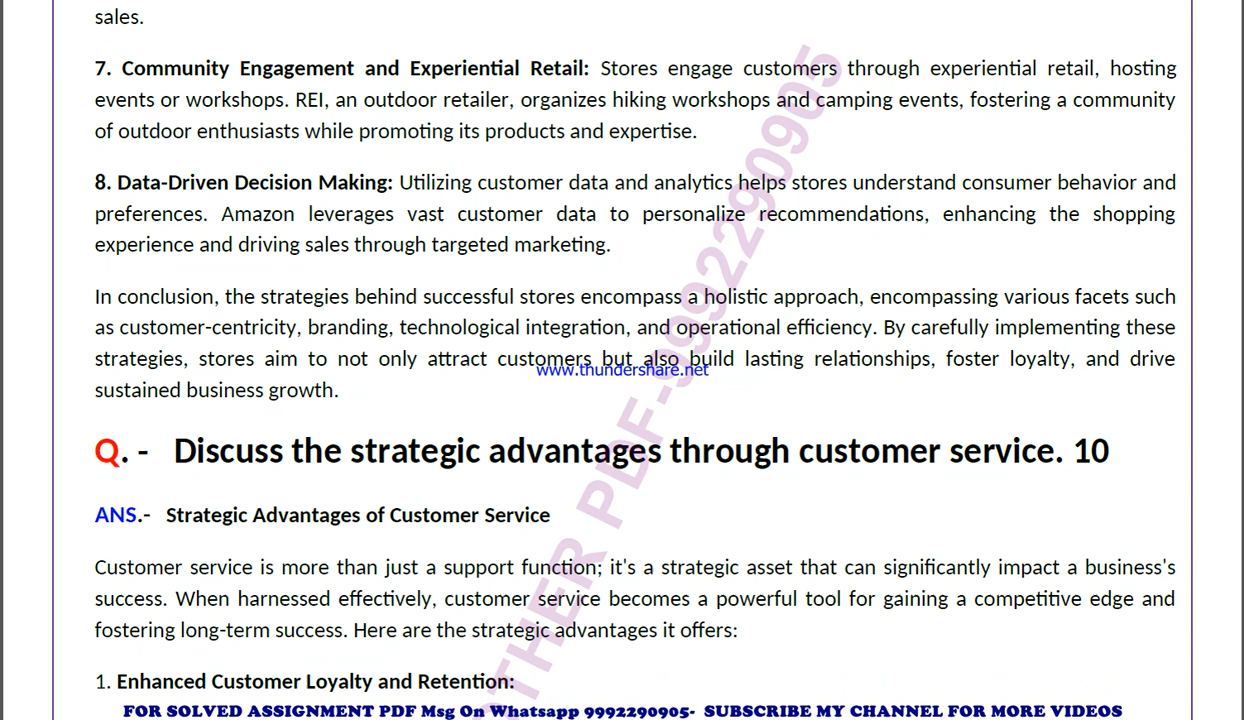 sales.
7. Community Engagement and Experiential Retail: Stores engage customers through experiential retail, hosting
events or workshops. REI, an outdoor retailer, organizes hiking workshops and camping events, fostering a community
of outdoor enthusiasts while promoting its products and expertise.
8. Data-Driven Decision Making: Utilizing customer data and analytics helps stores understand consumer behavior and
preferences. Amazon leverages vast customer data to personalize recommendations, enhancing the shopping
experience and driving sales through targeted marketing.
In conclusion, the strategies behind successful stores encompass a holistic approach, encompassing various facets such
as customer-centricity, branding, technological integration, and operational efficiency. By carefully implementing these
strategies, stores aim to not only attract customers but also build lasting relationships, foster loyalty, and drive
www.thundershare.net
sustained business growth.
Q. - Discuss the strategic advantages through customer service. 10
ANS.- Strategic Advantages of Customer Service
Customer service is more than just a support function; it's a strategic asset that can significantly impact a business's
success. When harnessed effectively, customer service becomes a powerful tool for gaining a competitive edge and
fostering long-term success. Here are the strategic advantages it offers:
1. Enhanced Customer Loyalty and Retention:
FOR SOLVED ASSIGNMENT PDF Msg On Whatsapp 9992290905- SUBSCRIBE MY CHANNEL FOR MORE VIDEOS
THER PDF-9992290905